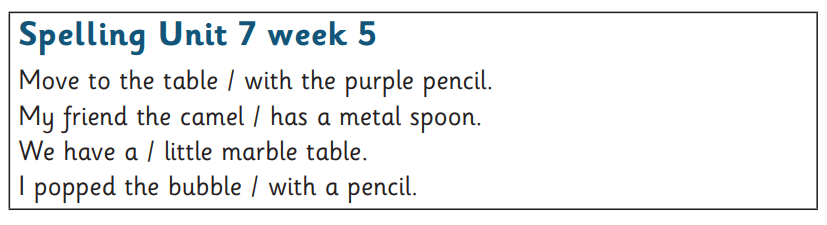 Spelling Unit 7 week 5
Move to the table / with the purple pencil.
My friend the camel / has a metal spoon.
We have a / little marble table.
I popped the bubble / with a pencil.